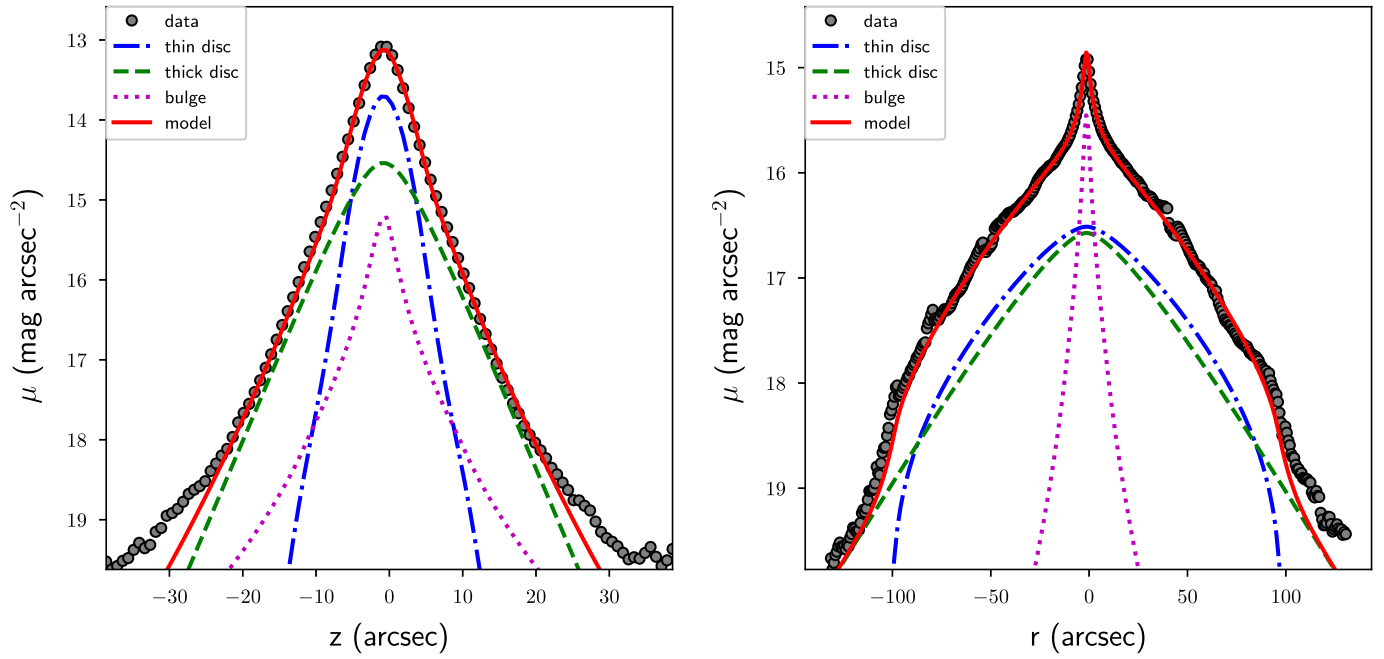 data
thin disc
thick disc
bulge
model
13
14
15
16
17
18
19
μ (mag arcsec⁻²)
−30
−20
−10
0
10
20
30
z (arcsec)
data
thin disc
thick disc
bulge
model
15
16
17
18
19
μ (mag arcsec⁻²)
−100
−50
0
50
100
r (arcsec)